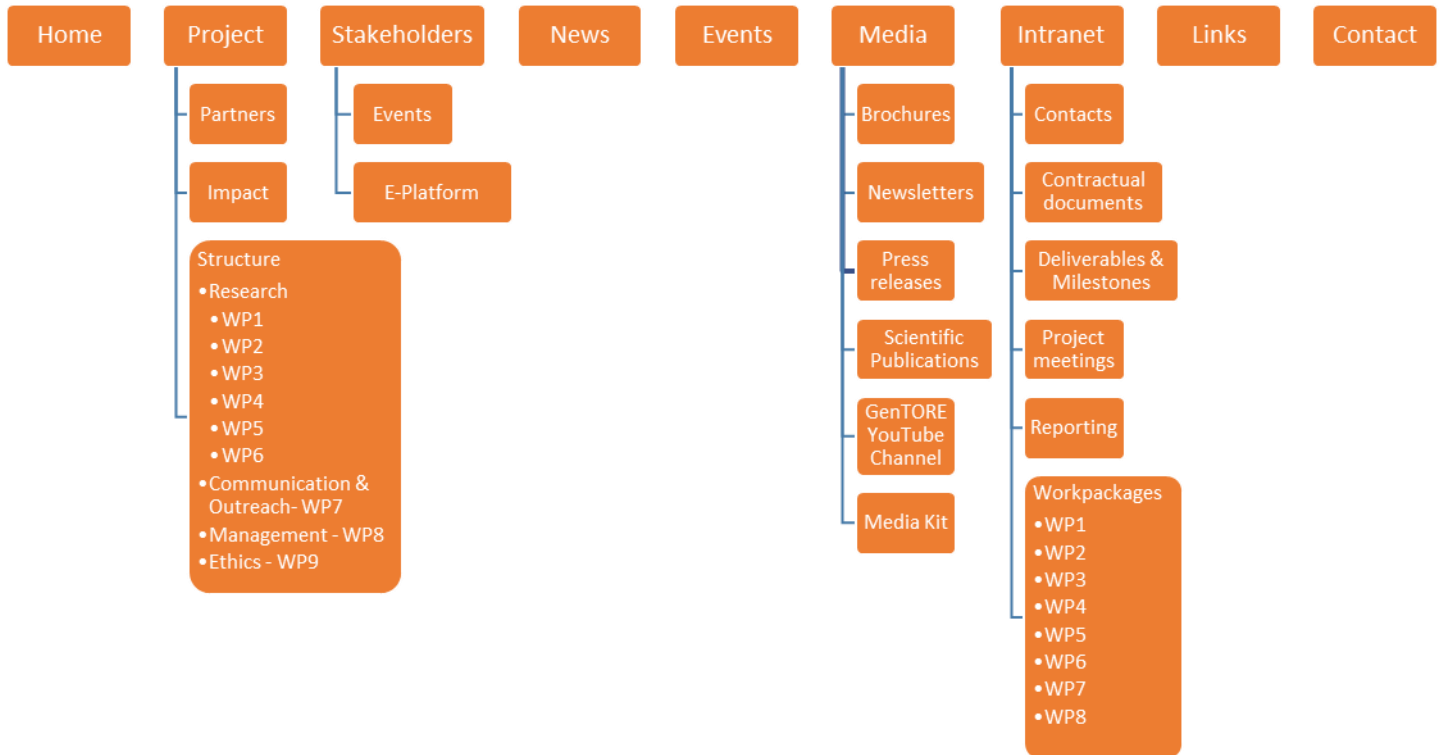 Home
Project
Stakeholders
News
Events
Media
Intranet
Links
Contact
Partners
Impact
Structure
•Research
•WP1
•WP2
•WP3
•WP4
•WP5
•WP6
•Communication &
Outreach- WP7
•Management - WP8
•Ethics - WP9
Events
E-Platform
Brochures
Newsletters
Press
releases
Scientific
Publications
GenTORE
YouTube
Channel
Media Kit
Contacts
Contractual
documents
Deliverables &
Milestones
Project
meetings
Reporting
Workpackages
•WP1
•WP2
•WP3
•WP4
•WP5
•WP6
•WP7
•WP8